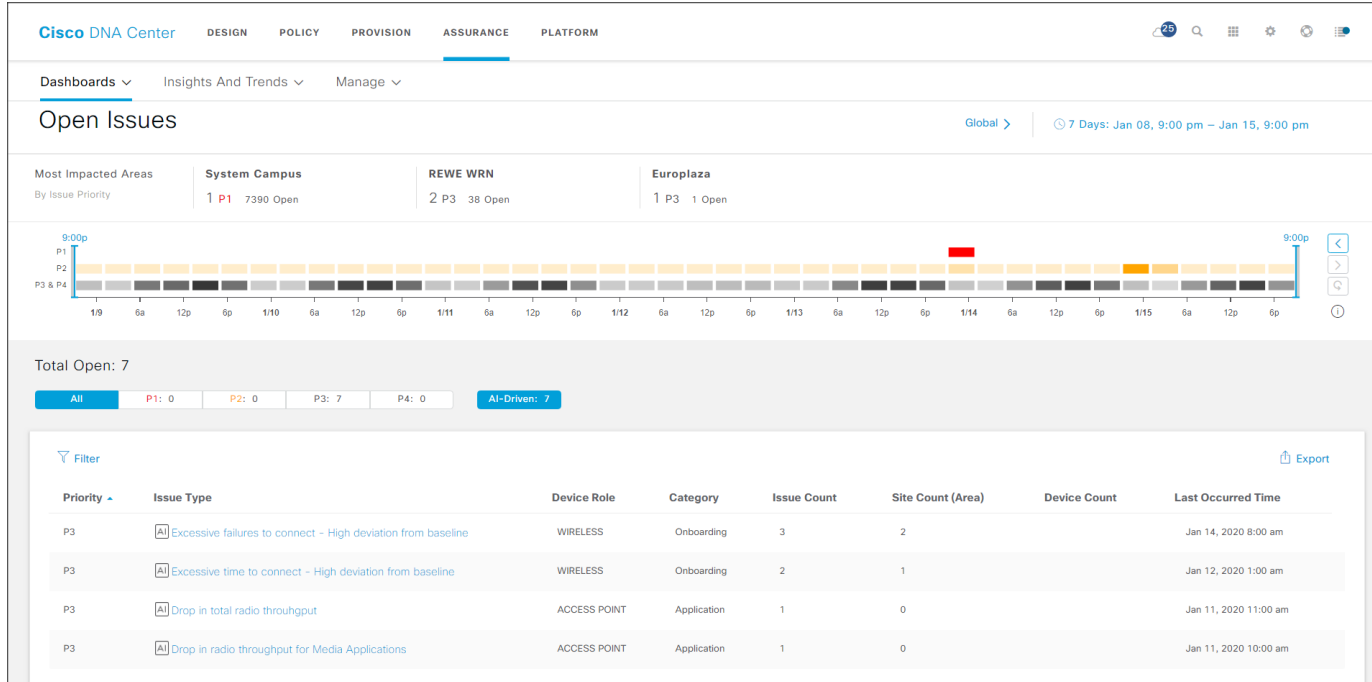 Cisco DNA Center DESIGN POLICY PROVISION ASSURANCE PLATFORM 25
Dashboards Insights And Trends Manage
Open Issues Global 7 Days: Jan 08, 9:00 pm – Jan 15, 9:00 pm
Most Impacted Areas System Campus REWE WRN Europlaza
By Issue Priority 1 P1 7390 Open 2 P3 38 Open 1 P3 1 Open
9:00p 9:00p
P1
P2
P3 & P4
1/9 6a 12p 6p 1/10 6a 12p 6p 1/11 6a 12p 6p 1/12 6a 12p 6p 1/13 6a 12p 6p 1/14 6a 12p 6p 1/15 6a 12p 6p
Total Open: 7
All P1: 0 P2: 0 P3: 7 P4: 0 AI-Driven: 7
Filter Export
Priority Issue Type Device Role Category Issue Count Site Count (Area) Device Count Last Occurred Time
P3 AI Excessive failures to connect - High deviation from baseline WIRELESS Onboarding 3 2 Jan 14, 2020 8:00 am
P3 AI Excessive time to connect - High deviation from baseline WIRELESS Onboarding 2 1 Jan 12, 2020 1:00 am
P3 AI Drop in total radio throuhgput ACCESS POINT Application 1 0 Jan 11, 2020 11:00 am
P3 AI Drop in radio throughput for Media Applications ACCESS POINT Application 1 0 Jan 11, 2020 10:00 am